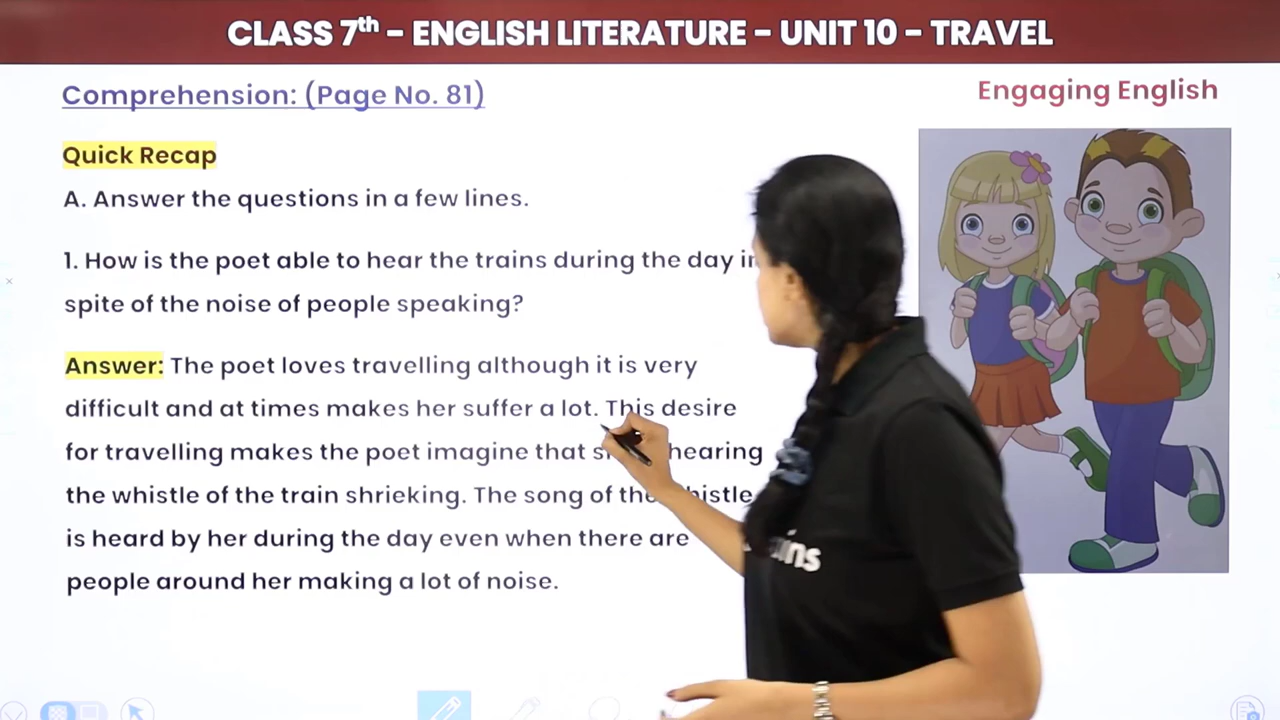 CLASS 7th – ENGLISH LITERATURE – UNIT 10 – TRAVEL
Comprehension: (Page No. 81)
Engaging English
Quick Recap
A. Answer the questions in a few lines.
1. How is the poet able to hear the trains during the day in
spite of the noise of people speaking?
Answer: The poet loves travelling although it is very
difficult and at times makes her suffer a lot. This desire
for travelling makes the poet imagine that hearing
the whistle of the train shrieking. The song of the whistle
is heard by her during the day even when there are
people around her making a lot of noise.